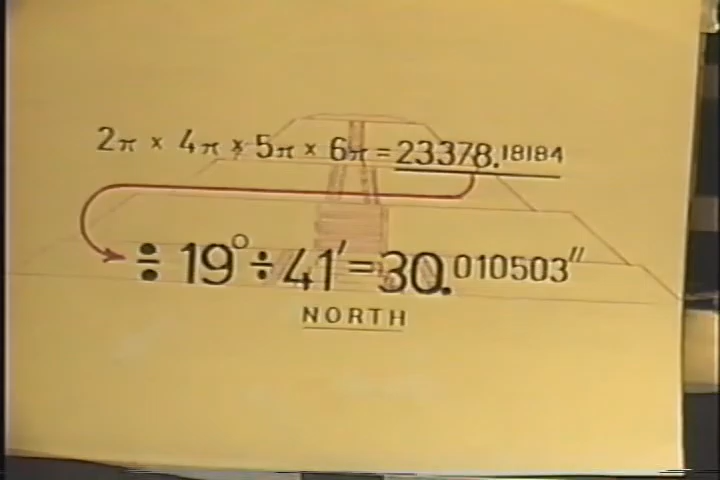 2π × 4π × 5π × 6π = 23378.18184
÷ 19° ÷ 41' = 30.010503"
NORTH